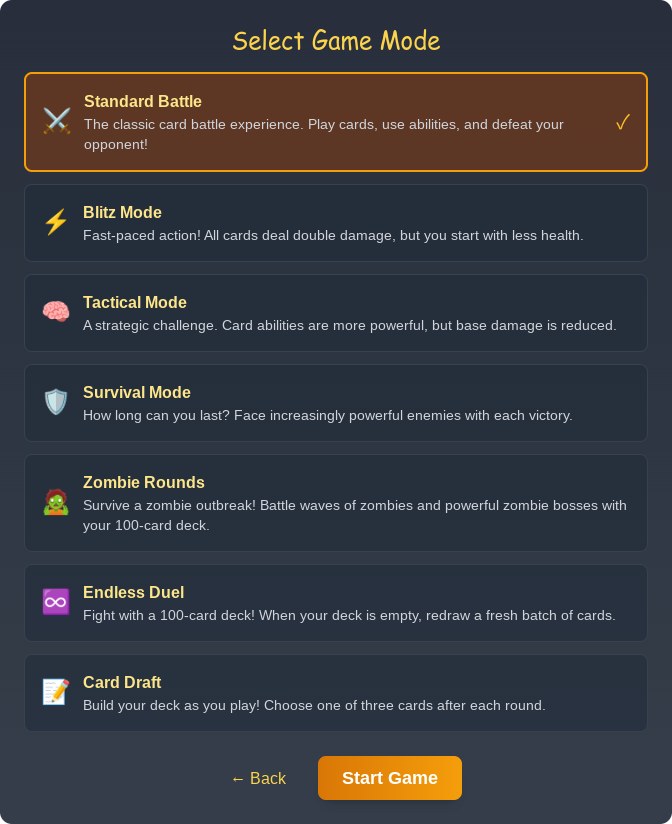 Select Game Mode
Standard Battle
The classic card battle experience. Play cards, use abilities, and defeat your
opponent!
✓
Blitz Mode
Fast-paced action! All cards deal double damage, but you start with less health.
Tactical Mode
A strategic challenge. Card abilities are more powerful, but base damage is reduced.
Survival Mode
How long can you last? Face increasingly powerful enemies with each victory.
Zombie Rounds
Survive a zombie outbreak! Battle waves of zombies and powerful zombie bosses with
your 100-card deck.
Endless Duel
Fight with a 100-card deck! When your deck is empty, redraw a fresh batch of cards.
Card Draft
Build your deck as you play! Choose one of three cards after each round.
← Back
Start Game